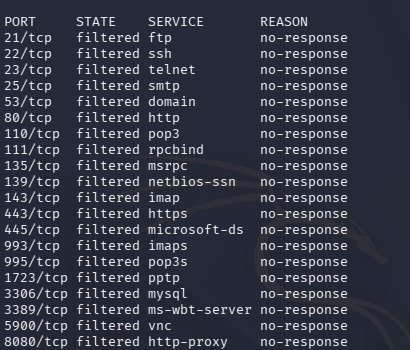 PORT STATE SERVICE REASON
21/tcp filtered ftp no-response
22/tcp filtered ssh no-response
23/tcp filtered telnet no-response
25/tcp filtered smtp no-response
53/tcp filtered domain no-response
80/tcp filtered http no-response
110/tcp filtered pop3 no-response
111/tcp filtered rpcbind no-response
135/tcp filtered msrpc no-response
139/tcp filtered netbios-ssn no-response
143/tcp filtered imap no-response
443/tcp filtered https no-response
445/tcp filtered microsoft-ds no-response
993/tcp filtered imaps no-response
995/tcp filtered pop3s no-response
1723/tcp filtered pptp no-response
3306/tcp filtered mysql no-response
3389/tcp filtered ms-wbt-server no-response
5900/tcp filtered vnc no-response
8080/tcp filtered http-proxy no-response